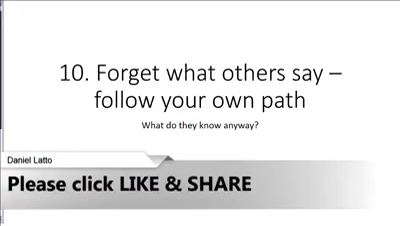 10. Forget what others say –
follow your own path
What do they know anyway?
Daniel Latto
Please click LIKE & SHARE